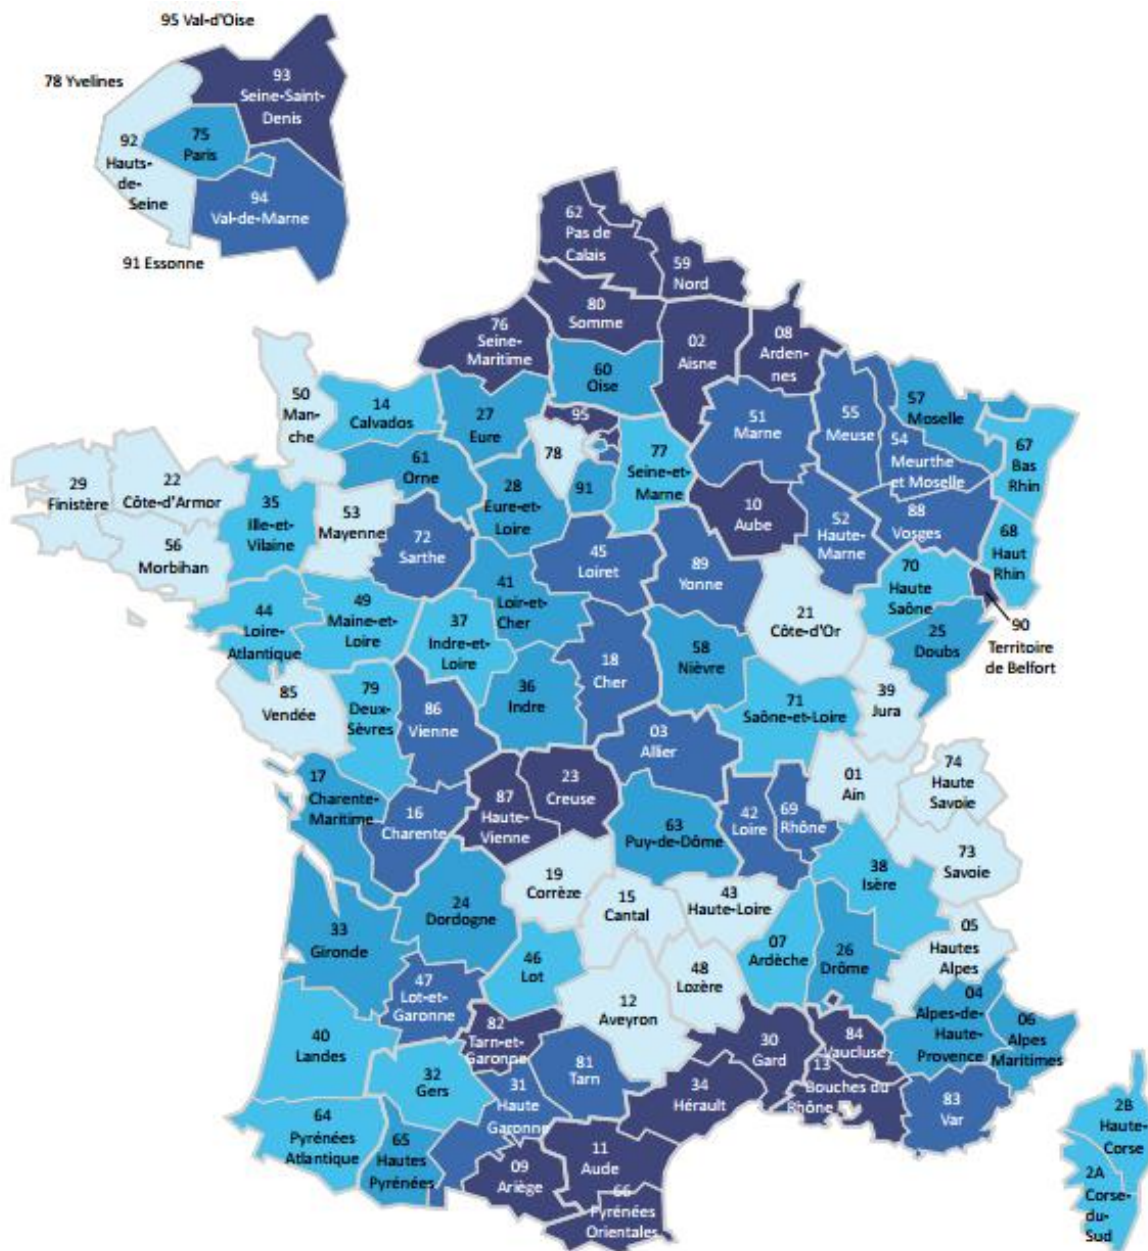 95 Val-d'Oise
78 Yvelines
93
Seine-Saint-
Denis
92
Hauts-
de-
Seine
75
Paris
94
Val-de-Marne
91 Essonne
62
Pas de
Calais
59
Nord
80
Somme
76
Seine-
Maritime
02
Aisne
08
Arden-
nes
60
Oise
50
Man-
che
14
Calvados
27
Eure
95
78
91
77
Seine-et-
Marne
51
Marne
55
Meuse
57
Moselle
54
Meurthe
et Moselle
67
Bas
Rhin
61
Orne
28
Eure-et-
Loire
29
Finistère
22
Côte-d'Armor
35
Ille-et-
Vilaine
53
Mayenne
56
Morbihan
72
Sarthe
10
Aube
52
Haute-
Marne
88
Vosges
68
Haut
Rhin
45
Loiret
89
Yonne
70
Haute
Saône
41
Loir-et-
Cher
44
Loire-
Atlantique
49
Maine-et-
Loire
37
Indre-et-
Loire
21
Côte-d'Or
25
Doubs
90
Territoire
de Belfort
18
Cher
58
Nièvre
36
Indre
85
Vendée
79
Deux-
Sèvres
86
Vienne
71
Saône-et-Loire
39
Jura
03
Allier
17
Charente-
Maritime
16
Charente
87
Haute-
Vienne
23
Creuse
63
Puy-de-Dôme
42
Loire
69
Rhône
01
Ain
74
Haute
Savoie
73
Savoie
38
Isère
19
Corrèze
15
Cantal
43
Haute-Loire
24
Dordogne
33
Gironde
46
Lot
07
Ardèche
26
Drôme
05
Hautes
Alpes
47
Lot-et-
Garonne
12
Aveyron
48
Lozère
04
Alpes-de-
Haute-
Provence
06
Alpes
Maritimes
40
Landes
82
Tarn-et-
Garonne
30
Gard
84
Vaucluse
32
Gers
81
Tarn
31
Haute
Garonne
34
Hérault
13
Bouches du
Rhône
83
Var
64
Pyrénées
Atlantique
65
Hautes
Pyrénées
09
Ariège
11
Aude
66
Pyrénées
Orientales
2B
Haute-
Corse
2A
Corse-
du-
Sud